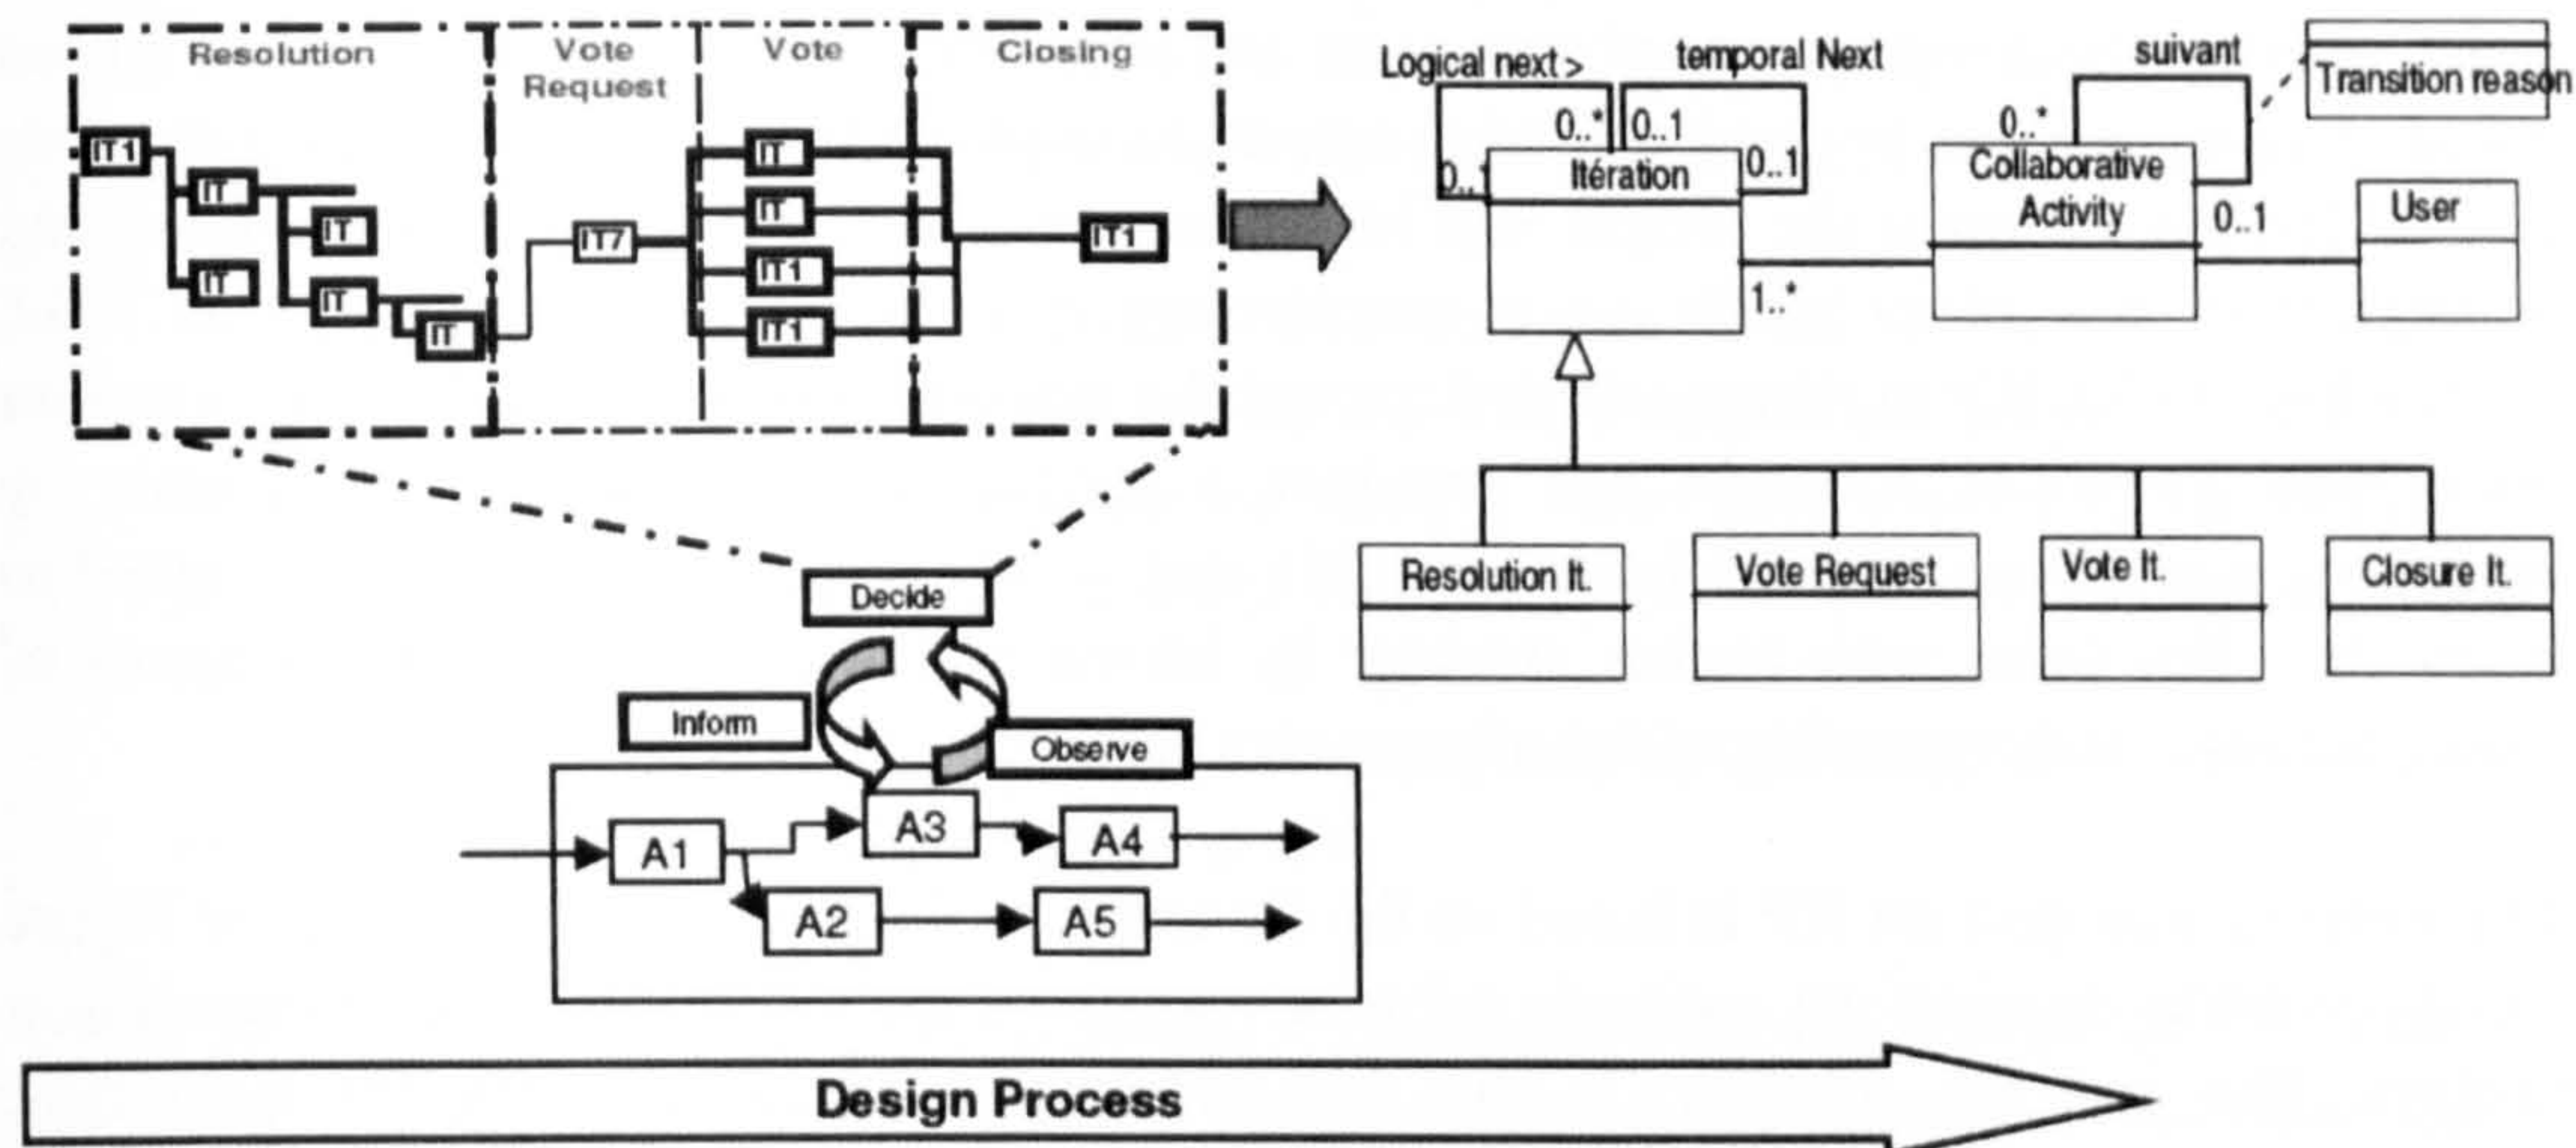 Resolution
Vote
Request
Vote
Closing
IT1
IT
IT
IT
IT
IT
IT7
IT
IT
IT1
IT1
IT1
Logical next >
temporal Next
suivant
Transition reason
0..*
0..1
0..*
0..1
Itération
0..1
Collaborative
Activity
0..1
User
1..*
Resolution It.
Vote Request
Vote It.
Closure It.
Decide
Inform
Observe
A1
A3
A4
A2
A5
Design Process